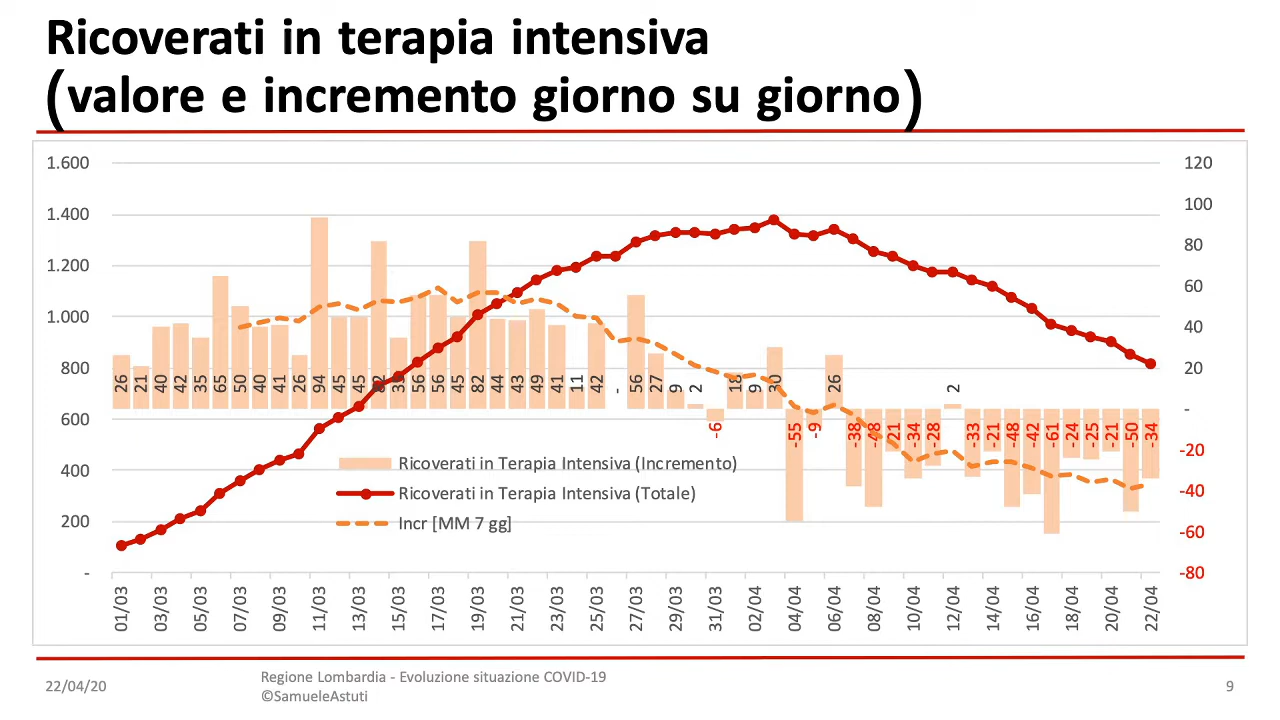 Ricoverati in terapia intensiva
(valore e incremento giorno su giorno)
1.600
1.400
1.200
1.000
800
600
400
200
-
120
100
80
60
40
20
-
-20
-40
-60
-80
26 21 40 42 35 65 50 40 41 26 94 45 45 82 56 56 45 82 44 43 49 41 11 42 - 56 27 9 2 -6 18 9 30 -55 -9 26 -38 -48 -21 -34 -28 2 -33 -21 -48 -42 -61 -24 -25 -21 -50 -34
Ricoverati in Terapia Intensiva (Incremento)
Ricoverati in Terapia Intensiva (Totale)
Incr [MM 7 gg]
01/03 03/03 05/03 07/03 09/03 11/03 13/03 15/03 17/03 19/03 21/03 23/03 25/03 27/03 29/03 31/03 02/04 04/04 06/04 08/04 10/04 12/04 14/04 16/04 18/04 20/04 22/04
22/04/20
Regione Lombardia - Evoluzione situazione COVID-19
©SamueleAstuti
9